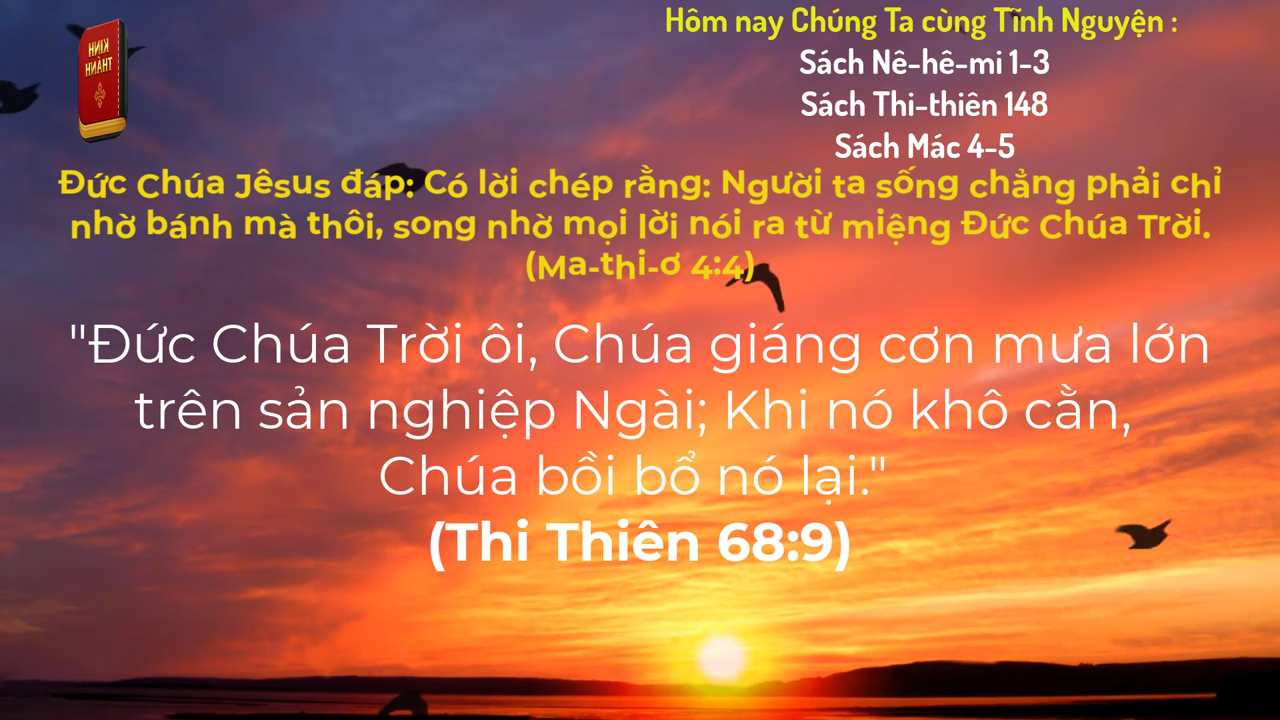 KINH
THÁNH
Hôm nay Chúng Ta cùng Tĩnh Nguyện :
Sách Nê-hê-mi 1-3
Sách Thi-thiên 148
Sách Mác 4-5
Đức Chúa Jêsus đáp: Có lời chép rằng: Người ta sống chẳng phải chỉ
nhờ bánh mà thôi, song nhờ mọi lời nói ra từ miệng Đức Chúa Trời.
(Ma-thi-ơ 4:4)
"Đức Chúa Trời ôi, Chúa giáng cơn mưa lớn
trên sản nghiệp Ngài; Khi nó khô cằn,
Chúa bồi bổ nó lại."
(Thi Thiên 68:9)